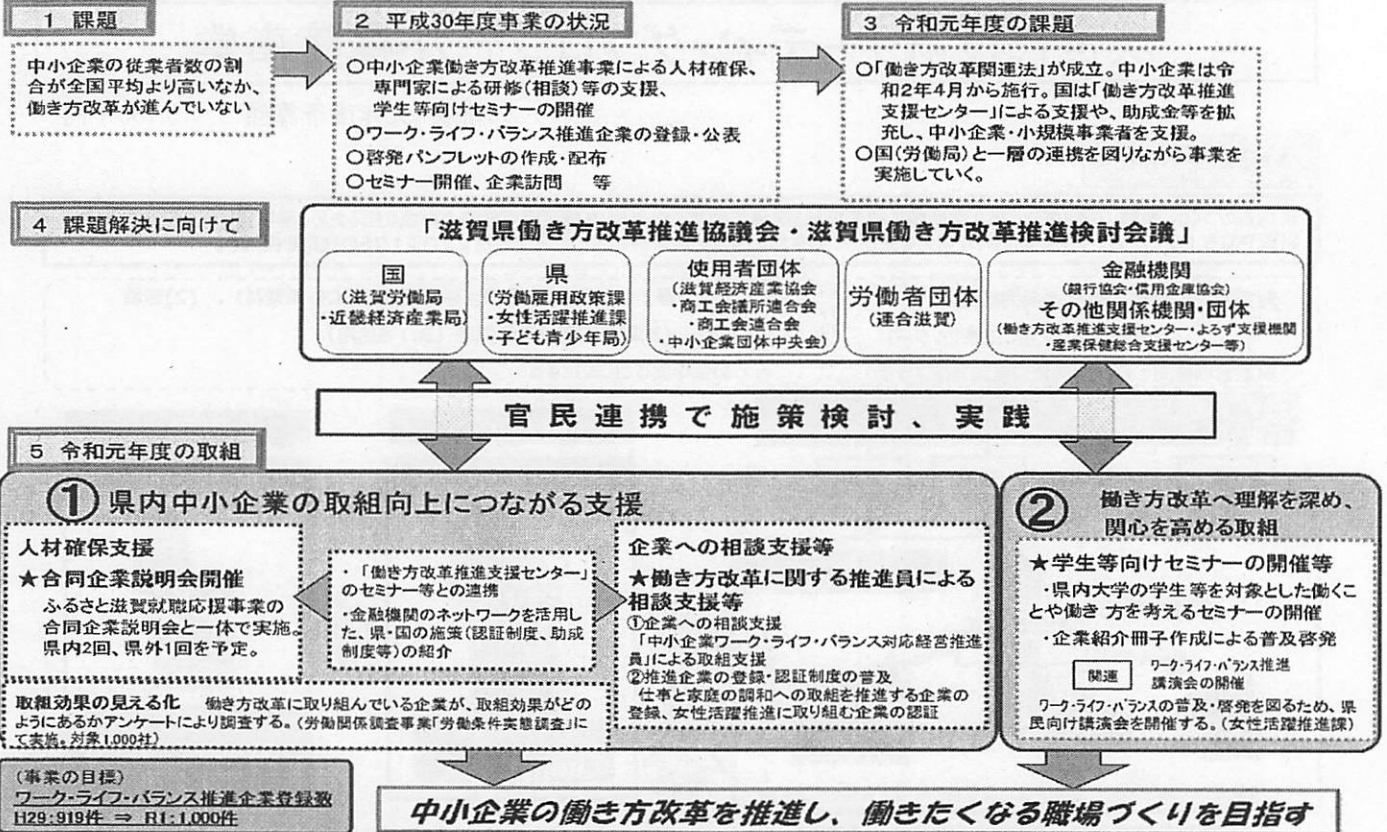 1 課題
中小企業の従業者数の割
合が全国平均より高いなか、
働き方改革が進んでいない
2 平成30年度事業の状況
○中小企業働き方改革推進事業による人材確保、
専門家による研修(相談)等の支援、
学生等向けセミナーの開催
○ワーク・ライフ・バランス推進企業の登録・公表
○啓発パンフレットの作成・配布
○セミナー開催、企業訪問 等
3 令和元年度の課題
○「働き方改革関連法」が成立。中小企業は令
和2年4月から施行。国は「働き方改革推進
支援センター」による支援や、助成金等を拡
充し、中小企業・小規模事業者を支援。
○国(労働局)と一層の連携を図りながら事業を
実施していく。
4 課題解決に向けて
「滋賀県働き方改革推進協議会・滋賀県働き方改革推進検討会議」
国
(滋賀労働局
・近畿経済産業局)
県
(労働雇用政策課
・女性活躍推進課
・子ども青少年局)
使用者団体
(滋賀経済産業協会
・商工会議所連合会
・商工会連合会
・中小企業団体中央会)
労働者団体
(連合滋賀)
金融機関
(銀行協会・信用金庫協会)
その他関係機関・団体
(働き方改革推進支援センター・よろず支援機関
・産業保健総合支援センター等)
官民連携で施策検討、実践
5 令和元年度の取組
①県内中小企業の取組向上につながる支援
人材確保支援
★合同企業説明会開催
ふるさと滋賀就職応援事業の
合同企業説明会と一体で実施。
県内2回、県外1回を予定。
・「働き方改革推進支援センター」
のセミナー等との連携
・金融機関のネットワークを活用し
た、県・国の施策(認証制度、助成
制度等)の紹介
企業への相談支援等
★働き方改革に関する推進員による
相談支援等
①企業への相談支援
「中小企業ワーク・ライフ・バランス対応経営推進
員」による取組支援
②推進企業の登録・認証制度の普及
仕事と家庭の調和への取組を推進する企業の
登録、女性活躍推進に取り組む企業の認証
取組効果の見える化 働き方改革に取り組んでいる企業が、取組効果がどの
ようにあるかアンケートにより調査する。(労働関係調査事業「労働条件実態調査」に
て実施。対象1,000社)
② 働き方改革へ理解を深め、
関心を高める取組
★学生等向けセミナーの開催等
・県内大学の学生等を対象とした働くこ
とや働き方を考えるセミナーの開催
・企業紹介冊子作成による普及啓発
関連
ワーク・ライフ・バランス推進
講演会の開催
ワーク・ライフ・バランスの普及・啓発を図るため、県
民向け講演会を開催する。(女性活躍推進課)
(事業の目標)
ワーク・ライフ・バランス推進企業登録数
H29:919件 ⇒ R1:1,000件
中小企業の働き方改革を推進し、働きたくなる職場づくりを目指す